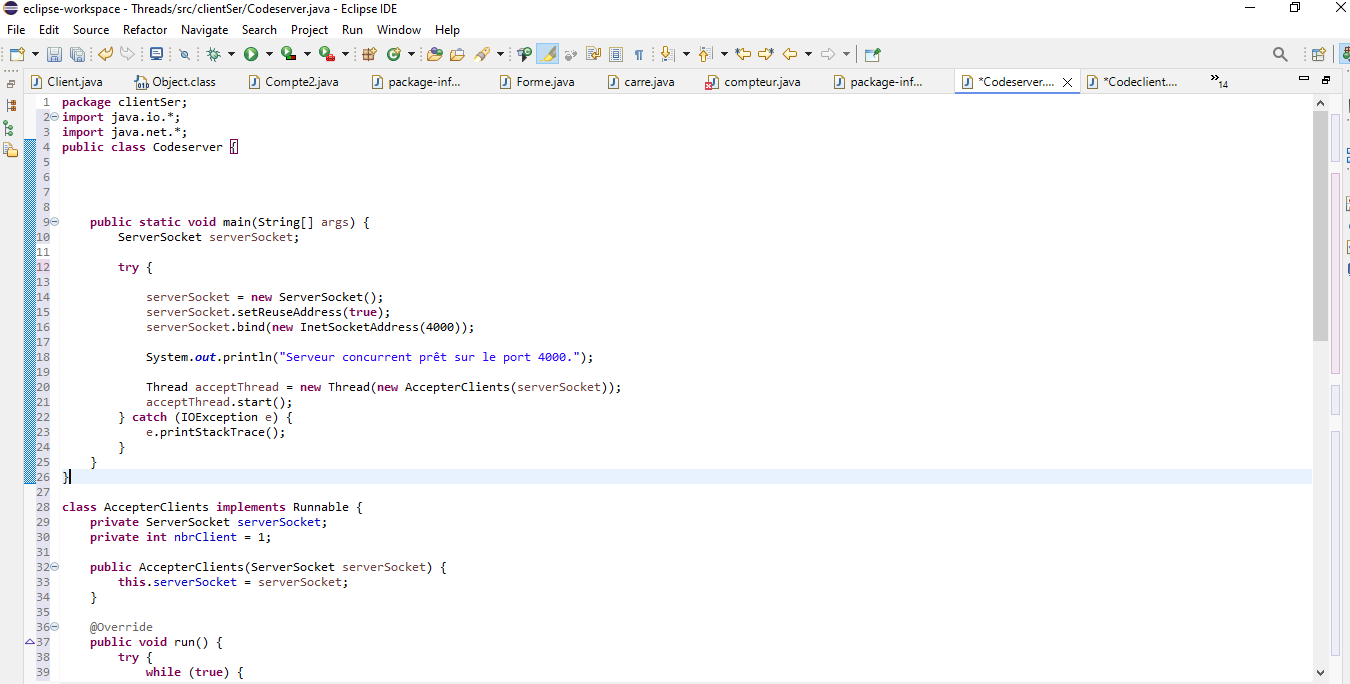 eclipse-workspace - Threads/src/clientSer/Codeserver.java - Eclipse IDE
File Edit Source Refactor Navigate Search Project Run Window Help
Client.java Object.class Compte2.java package-inf... Forme.java carre.java compteur.java package-inf... *Codeserver.... *Codeclient.... »14
1 package clientSer;
2 import java.io.*;
3 import java.net.*;
4 public class Codeserver {
5
6
7
8
9 public static void main(String[] args) {
10 ServerSocket serverSocket;
11
12 try {
13
14 serverSocket = new ServerSocket();
15 serverSocket.setReuseAddress(true);
16 serverSocket.bind(new InetSocketAddress(4000));
17
18 System.out.println("Serveur concurrent prêt sur le port 4000.");
19
20 Thread acceptThread = new Thread(new AccepterClients(serverSocket));
21 acceptThread.start();
22 } catch (IOException e) {
23 e.printStackTrace();
24 }
25 }
26 }
27
28 class AccepterClients implements Runnable {
29 private ServerSocket serverSocket;
30 private int nbrClient = 1;
31
32 public AccepterClients(ServerSocket serverSocket) {
33 this.serverSocket = serverSocket;
34 }
35
36 @Override
37 public void run() {
38 try {
39 while (true) {